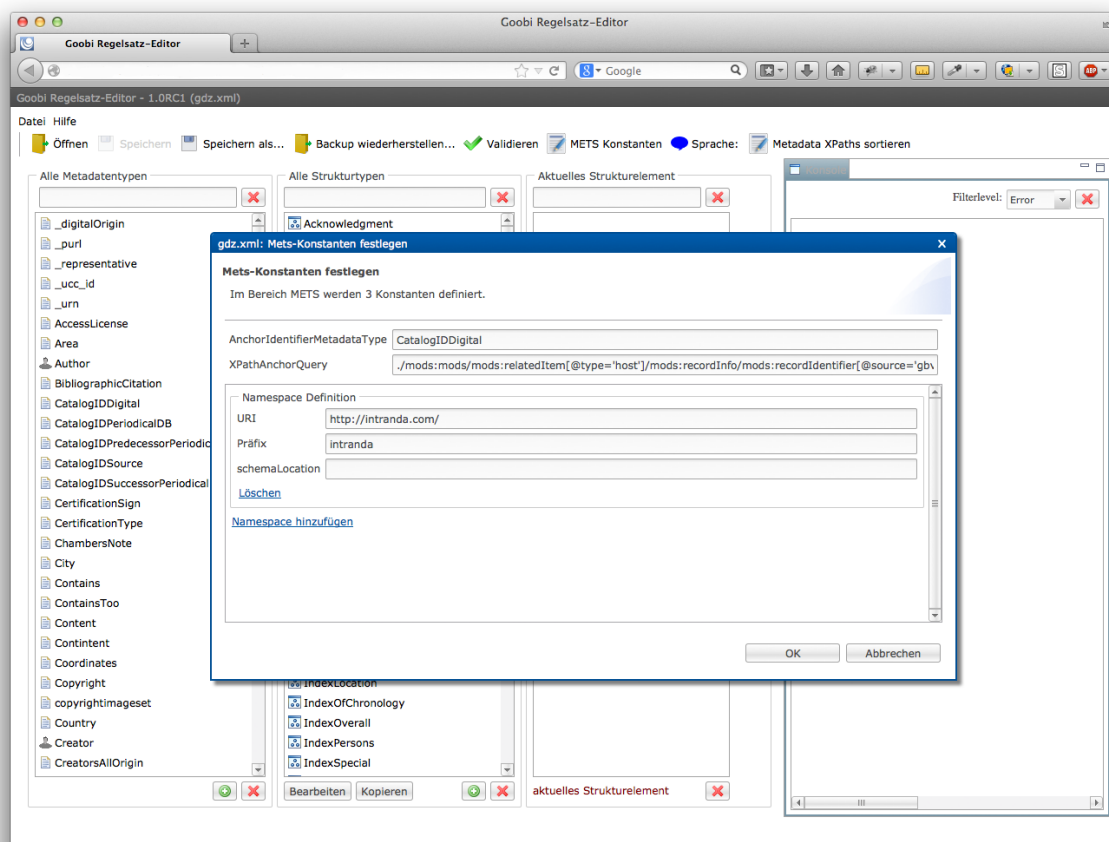 Goobi Regelsatz-Editor
Goobi Regelsatz-Editor
Google
S
ABP
Goobi Regelsatz-Editor - 1.0RC1 (gdz.xml)
Datei Hilfe
Öffnen Speichern Speichern als... Backup wiederherstellen... Validieren METS Konstanten Sprache: Metadata XPaths sortieren
Alle Metadatentypen Alle Strukturtypen Aktuelles Strukturelement
Filterlevel: Error
_digitalOrigin
_purl
_representative
_ucc_id
_urn
AccessLicense
Area
Author
BibliographicCitation
CatalogIDDigital
CatalogIDPeriodicalDB
CatalogIDPredecessorPeriodic
CatalogIDSource
CatalogIDSuccessorPeriodical
CertificationSign
CertificationType
ChambersNote
City
Contains
ContainsToo
Content
Contintent
Coordinates
Copyright
copyrightimageset
Country
Creator
CreatorsAllOrigin
Acknowledgment
gdz.xml: Mets-Konstanten festlegen
Mets-Konstanten festlegen
Im Bereich METS werden 3 Konstanten definiert.
AnchorIdentifierMetadataType CatalogIDDigital
XPathAnchorQuery ./mods:mods/mods:relatedItem[@type='host']/mods:recordInfo/mods:recordIdentifier[@source='gbv
Namespace Definition
URI http://intranda.com/
Präfix intranda
schemaLocation
Löschen
Namespace hinzufügen
OK Abbrechen
IndexLocation
IndexOfChronology
IndexOverall
IndexPersons
IndexSpecial
Bearbeiten Kopieren
aktuelles Strukturelement